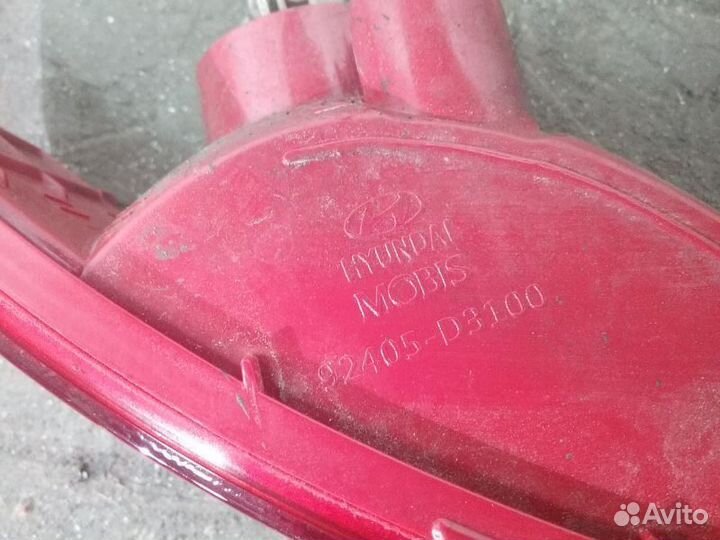 HYUNDAI
MOBIS
92405-D3100
Avito